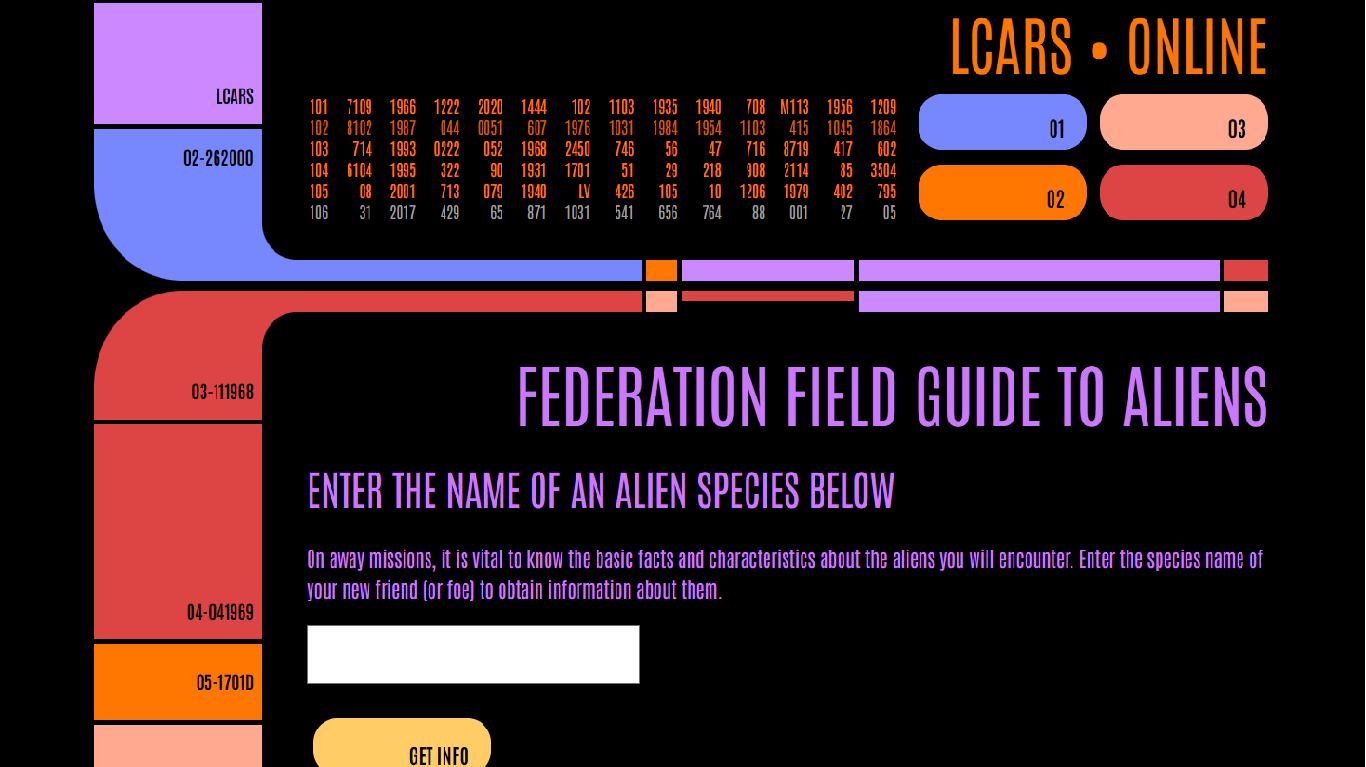 LCARS • ONLINE
LCARS
02-262000
101 7109 1966 1222 2020 1444 102 1103 1935 1940 708 M113 1956 1209
102 8102 1987 044 0051 607 1976 1031 1984 1954 1103 415 1045 1864
103 714 1993 0222 052 1968 2450 746 56 47 716 8719 417 602
104 6104 1995 322 90 1931 1701 51 29 218 908 2114 85 3504
105 08 2001 713 079 1940 LV 426 105 10 1206 1979 402 795
106 31 2017 429 65 871 1031 541 656 764 88 001 27 05
01
03
02
04
03-111968
04-041969
05-1701D
FEDERATION FIELD GUIDE TO ALIENS
ENTER THE NAME OF AN ALIEN SPECIES BELOW
On away missions, it is vital to know the basic facts and characteristics about the aliens you will encounter. Enter the species name of
your new friend (or foe) to obtain information about them.
GET INFO